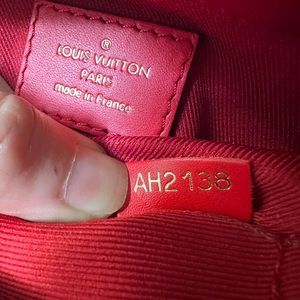 ®
LOUIS VUITTON
PARIS
made in France
AH2138